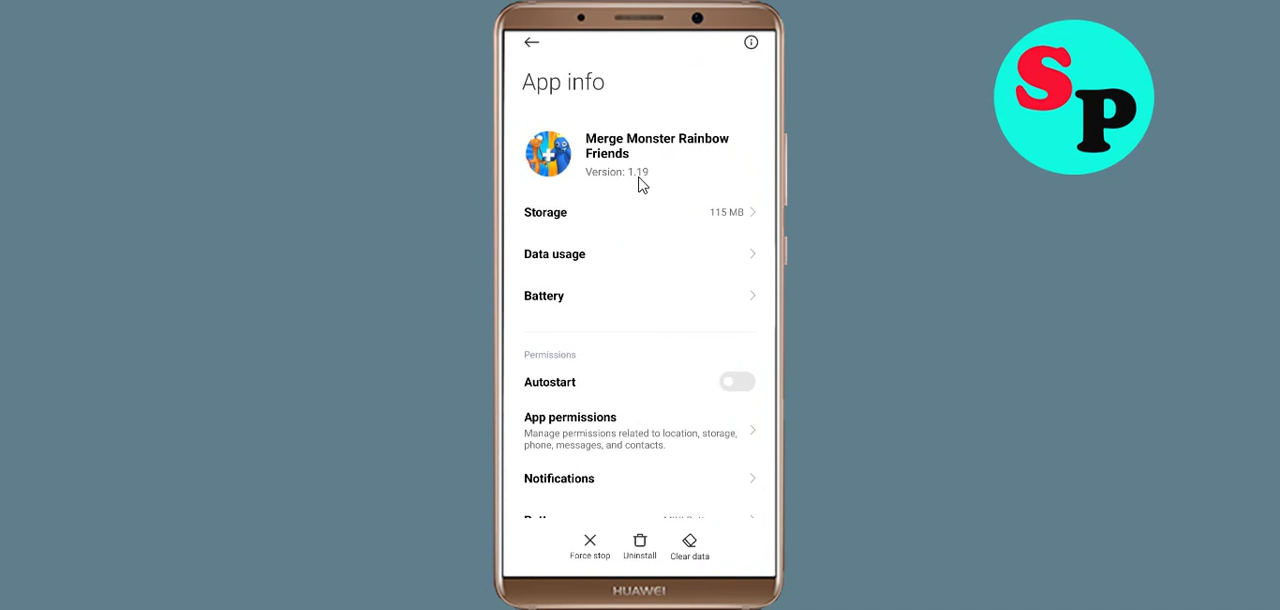 App info
Merge Monster Rainbow
Friends
Version: 1.19
Storage 115 MB
Data usage
Battery
Permissions
Autostart
App permissions
Manage permissions related to location, storage,
phone, messages, and contacts.
Notifications
Force stop Uninstall Clear data
HUAWEI
SP